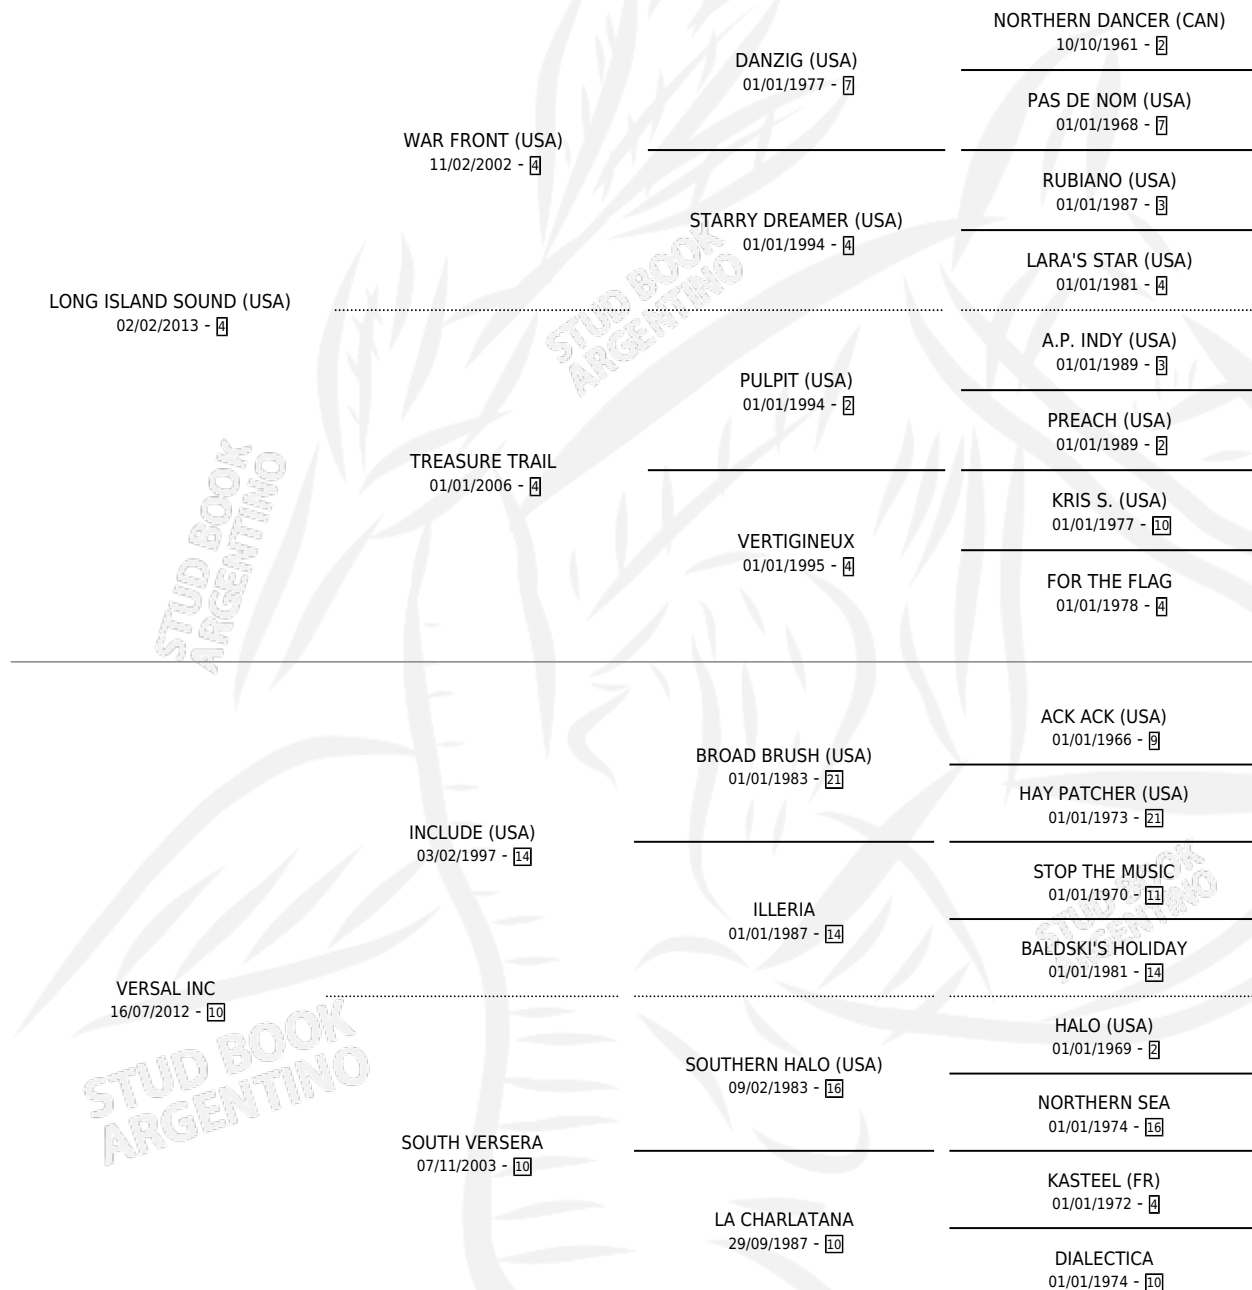 NORTHERN DANCER (CAN)
10/10/1961 - 2
DANZIG (USA)
01/01/1977 - 7
PAS DE NOM (USA)
01/01/1968 - 7
WAR FRONT (USA)
11/02/2002 - 4
RUBIANO (USA)
01/01/1987 - 3
STARRY DREAMER (USA)
01/01/1994 - 4
LARA'S STAR (USA)
01/01/1981 - 4
LONG ISLAND SOUND (USA)
02/02/2013 - 4
STUD BOOK
ARGENTINO
A.P. INDY (USA)
01/01/1989 - 3
PULPIT (USA)
01/01/1994 - 2
PREACH (USA)
01/01/1989 - 2
TREASURE TRAIL
01/01/2006 - 4
KRIS S. (USA)
01/01/1977 - 10
VERTIGINEUX
01/01/1995 - 4
FOR THE FLAG
01/01/1978 - 4
STUD BOOK
ARGENTINO
ACK ACK (USA)
01/01/1966 - 9
BROAD BRUSH (USA)
01/01/1983 - 21
HAY PATCHER (USA)
01/01/1973 - 21
INCLUDE (USA)
03/02/1997 - 14
STOP THE MUSIC
01/01/1970 - 11
ILLERIA
01/01/1987 - 14
BALDSKI'S HOLIDAY
01/01/1981 - 14
STUD BOOK
ARGENTINO
VERSAL INC
16/07/2012 - 10
HALO (USA)
01/01/1969 - 2
SOUTHERN HALO (USA)
09/02/1983 - 16
NORTHERN SEA
01/01/1974 - 16
STUD BOOK
ARGENTINO
SOUTH VERSERA
07/11/2003 - 10
KASTEEL (FR)
01/01/1972 - 4
LA CHARLATANA
29/09/1987 - 10
DIALECTICA
01/01/1974 - 10